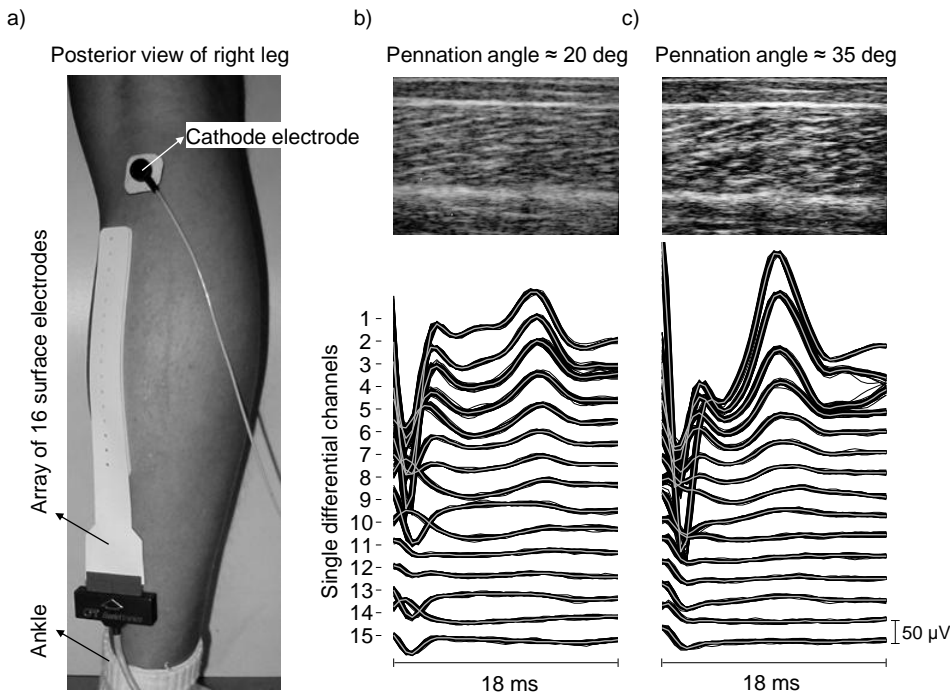 a)
Posterior view of right leg
Cathode electrode
Array of 16 surface electrodes
Ankle
b)
Pennation angle ≈ 20 deg
Single differential channels
1
3
4
5
6
7
8
9
10
11
12
13
14
15
18 ms
c)
Pennation angle ≈ 35 deg
50 µV
18 ms